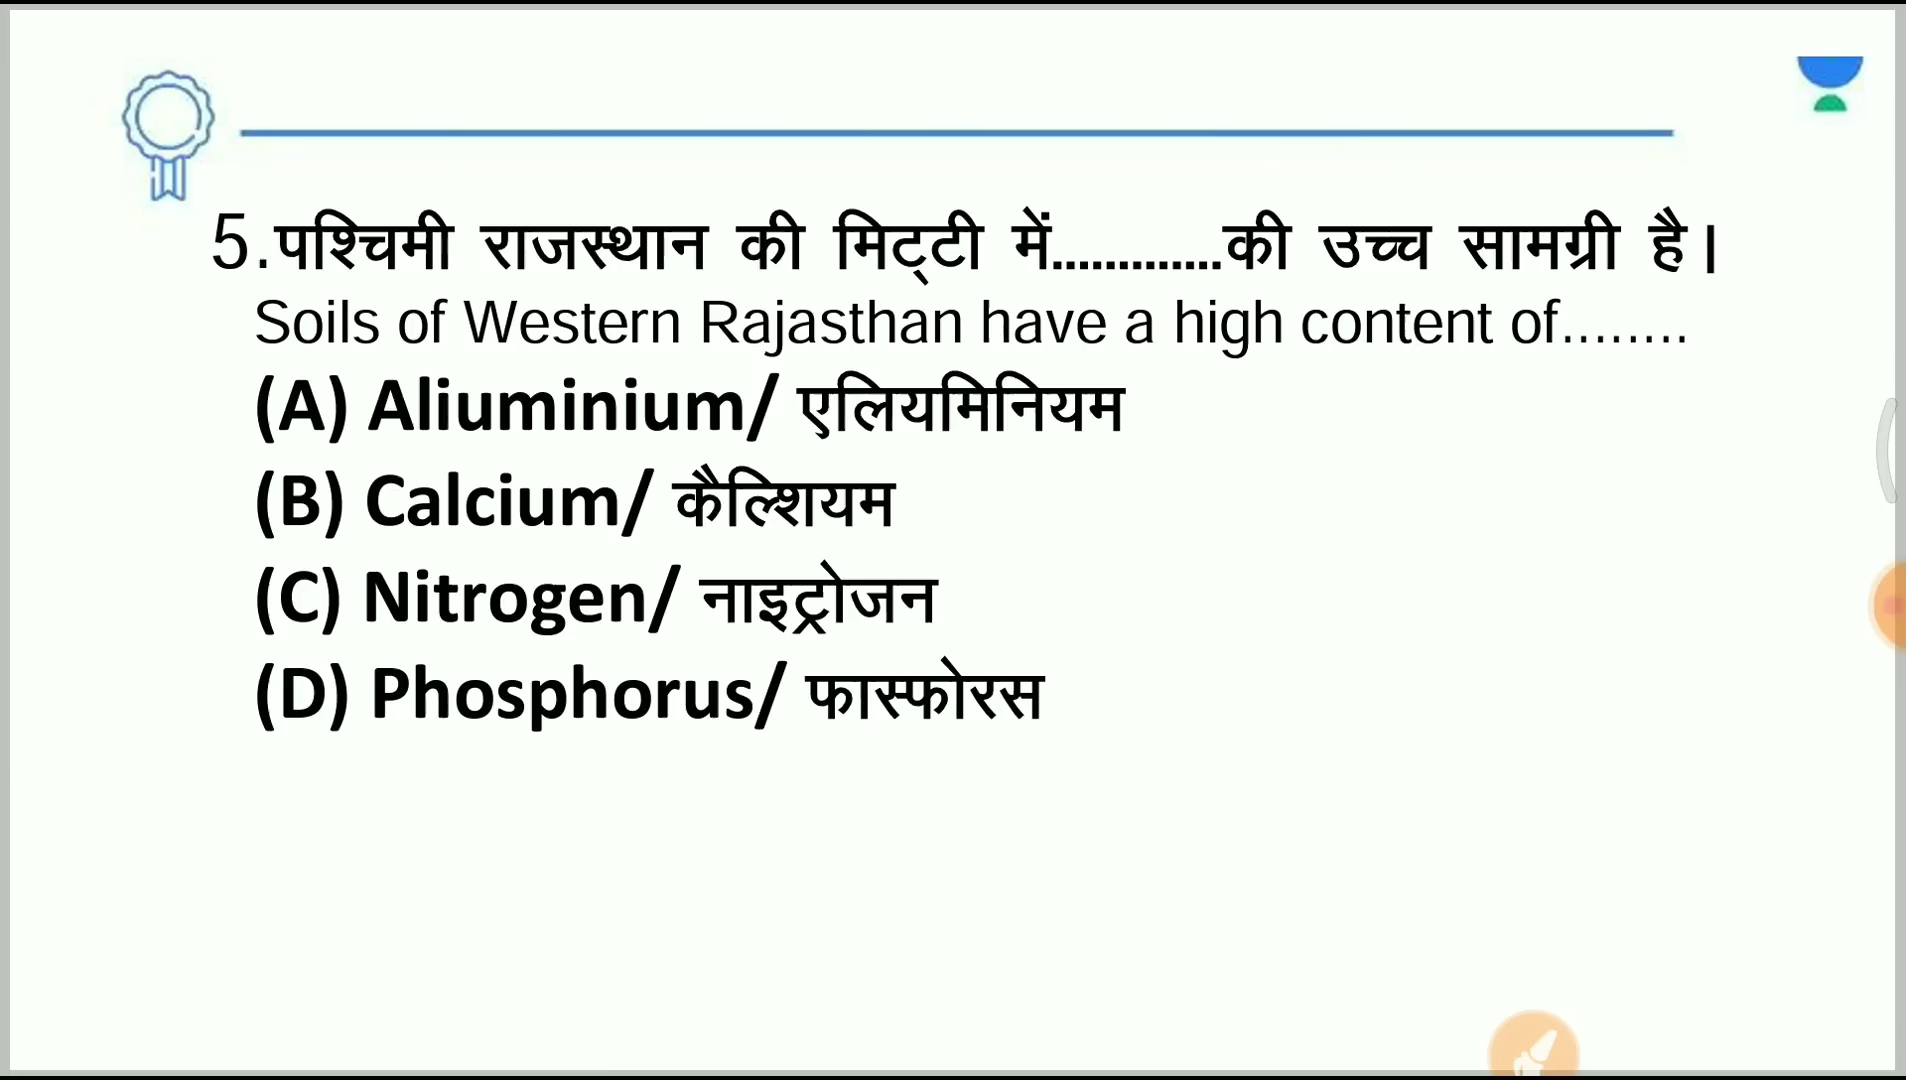 5.पश्चिमी राजस्थान की मिट्टी में.............की उच्च सामग्री है।
Soils of Western Rajasthan have a high content of........
(A) Aliuminium/ एलियमिनियम
(B) Calcium/ कैल्शियम
(C) Nitrogen/ नाइट्रोजन
(D) Phosphorus/ फास्फोरस